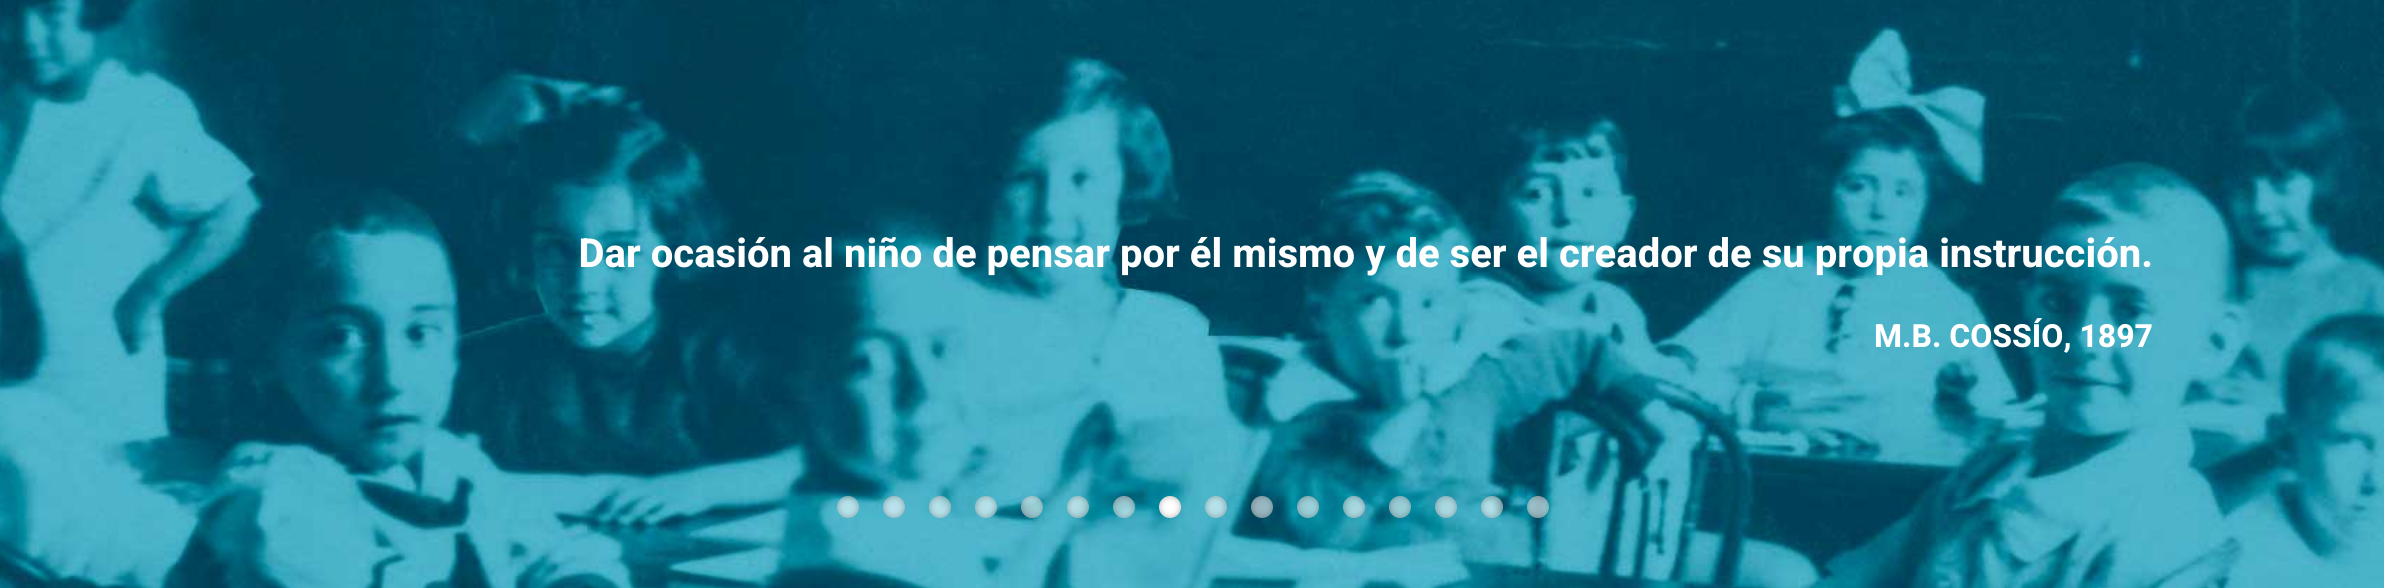 Dar ocasión al niño de pensar por él mismo y de ser el creador de su propia instrucción.
M.B. COSSÍO, 1897